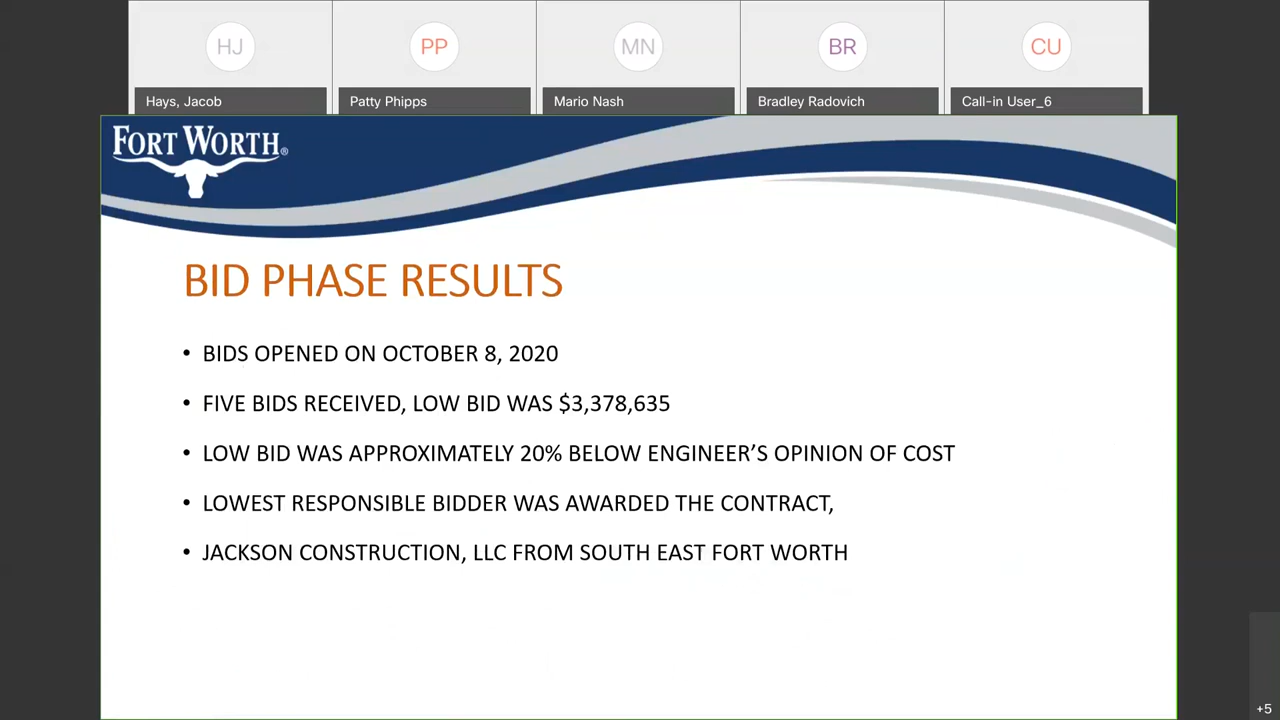 HJ
PP
MN
BR
CU
Hays, Jacob
Patty Phipps
Mario Nash
Bradley Radovich
Call-in User_6
FORT WORTH®
BID PHASE RESULTS
• BIDS OPENED ON OCTOBER 8, 2020
• FIVE BIDS RECEIVED, LOW BID WAS $3,378,635
• LOW BID WAS APPROXIMATELY 20% BELOW ENGINEER’S OPINION OF COST
• LOWEST RESPONSIBLE BIDDER WAS AWARDED THE CONTRACT,
• JACKSON CONSTRUCTION, LLC FROM SOUTH EAST FORT WORTH
+5